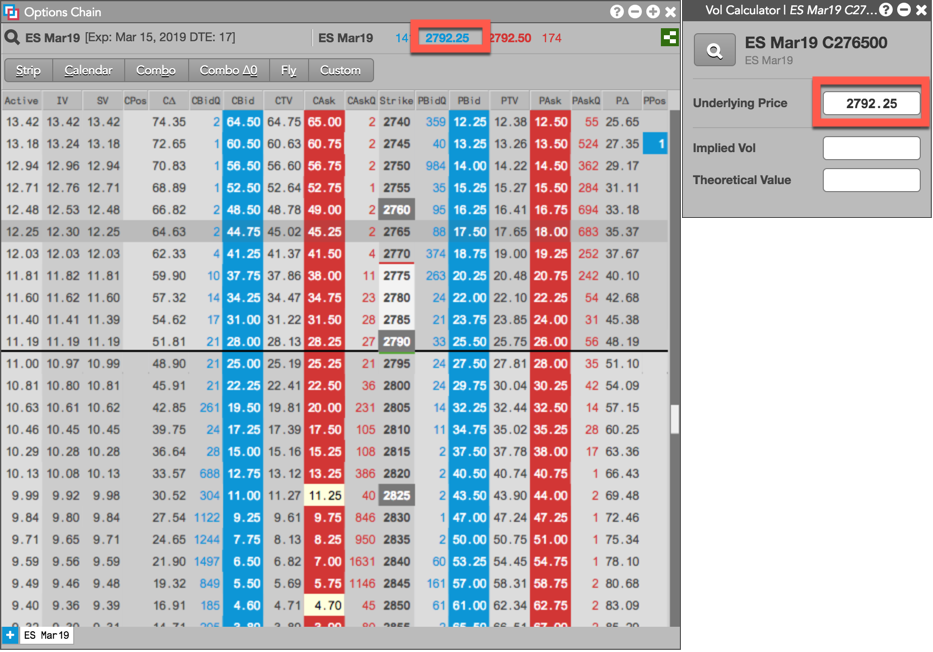 Options Chain
ES Mar19 [Exp: Mar 15, 2019 DTE: 17] ES Mar19 14 2792.25 2792.50 174
Strip Calendar Combo Combo Δ0 Fly Custom
Active IV SV CPos CΔ CBidQ CBid CTV CAsk CAskQ Strike PBidQ PBid PTV PAsk PAskQ PΔ PPos
13.42 13.42 13.42 74.35 2 64.50 64.75 65.00 2 2740 359 12.25 12.38 12.50 55 25.65
13.18 13.24 13.18 72.65 1 60.50 60.63 60.75 2 2745 40 13.25 13.26 13.50 524 27.35 1
12.94 12.96 12.94 70.83 1 56.50 56.60 56.75 2 2750 984 14.00 14.22 14.50 362 29.17
12.71 12.76 12.71 68.89 1 52.50 52.64 52.75 1 2755 35 15.25 15.27 15.50 284 31.11
12.48 12.53 12.48 66.82 2 48.50 48.78 49.00 2 2760 95 16.25 16.41 16.75 694 33.18
12.25 12.30 12.25 64.63 2 44.75 45.02 45.25 2 2765 88 17.50 17.65 18.00 683 35.37
12.03 12.03 12.03 62.33 4 41.25 41.37 41.50 4 2770 374 18.75 19.00 19.25 252 37.67
11.81 11.82 11.81 59.90 10 37.75 37.86 38.00 11 2775 263 20.25 20.48 20.75 242 40.10
11.60 11.62 11.60 57.32 14 34.25 34.47 34.75 23 2780 24 22.00 22.10 22.25 54 42.68
11.40 11.41 11.39 54.62 17 31.00 31.22 31.50 28 2785 21 23.75 23.85 24.00 31 45.38
11.19 11.19 11.19 51.81 21 28.00 28.13 28.25 27 2790 33 25.50 25.75 26.00 56 48.19
11.00 10.97 10.99 48.90 21 25.00 25.19 25.25 21 2795 24 27.50 27.81 28.00 35 51.10
10.81 10.80 10.81 45.91 21 22.25 22.41 22.50 36 2800 24 29.75 30.04 30.25 42 54.09
10.63 10.61 10.62 42.85 261 19.50 19.81 20.00 231 2805 14 32.25 32.44 32.50 14 57.15
10.46 10.45 10.45 39.75 24 17.25 17.39 17.50 105 2810 11 34.75 35.02 35.25 28 60.25
10.29 10.28 10.28 36.64 28 15.00 15.16 15.25 108 2815 2 37.50 37.78 38.00 17 63.36
10.13 10.08 10.13 33.57 688 12.75 13.12 13.25 386 2820 2 40.50 40.74 40.75 1 66.43
9.99 9.92 9.98 30.52 304 11.00 11.27 11.25 40 2825 2 43.50 43.90 44.00 2 69.48
9.84 9.80 9.84 27.54 1122 9.25 9.61 9.75 846 2830 1 47.00 47.24 47.25 1 72.46
9.71 9.65 9.71 24.65 1244 7.75 8.13 8.25 950 2835 2 50.00 50.75 51.00 1 75.34
9.59 9.56 9.59 21.90 1497 6.50 6.82 7.00 1631 2840 60 53.25 54.45 54.75 1 78.10
9.49 9.46 9.48 19.32 849 5.50 5.69 5.75 1146 2845 161 57.00 58.31 58.75 2 80.68
9.40 9.36 9.39 16.91 185 4.60 4.71 4.70 45 2850 61 61.00 62.34 62.75 2 83.09
ES Mar19
Vol Calculator | ES Mar19 C27...
ES Mar19 C276500
ES Mar19
Underlying Price 2792.25
Implied Vol
Theoretical Value